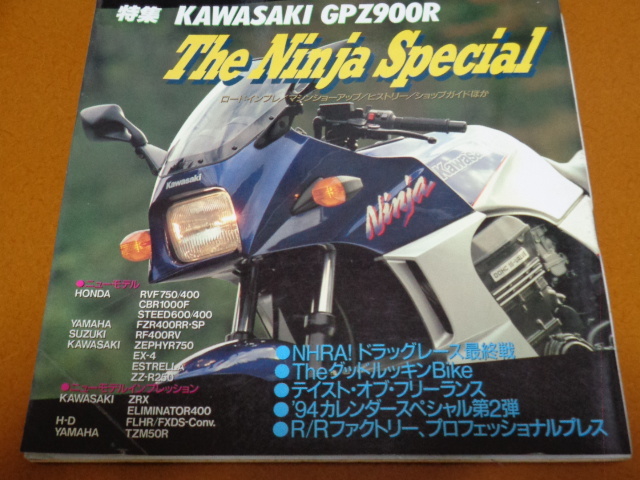 特集 KAWASAKI GPZ900R
The Ninja Special
ロードインプレ/マシンショーアップ/ヒストリー/ショップガイドほか
Kawasaki
Kawasaki
Ninja
●ニューモデル
HONDA RVF750/400
CBR1000F
STEED600/400
YAMAHA FZR400RR・SP
SUZUKI RF400RV
KAWASAKI ZEPHYR750
EX-4
ESTRELLA
ZZ-R250
●ニューモデルインプレッション
KAWASAKI ZRX
ELIMINATOR400
H-D FLHR/FXDS-Conv.
YAMAHA TZM50R
●NHRA! ドラッグレース最終戦
●TheグッドルッキンBike
●テイスト・オブ・フリーランス
●'94カレンダースペシャル第2弾
●R/Rファクトリー、プロフェッショナルプレス